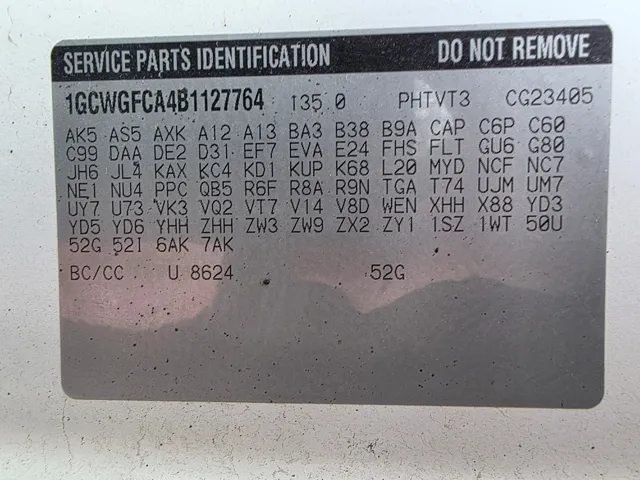 SERVICE PARTS IDENTIFICATION DO NOT REMOVE
1GCWGFCA4B1127764 135.0 PHTVT3 CG23405
AK5 AS5 AXK A12 A13 BA3 B38 B9A CAP C6P C60
C99 DAA DE2 D31 EF7 EVA E24 FHS FLT GU6 G80
JH6 JL4 KAX KC4 KD1 KUP K68 L20 MYD NCF NC7
NE1 NU4 PPC QB5 R6F R8A R9N TGA T74 UJM UM7
UY7 U73 VK3 VQ2 VT7 V14 V8D WEN XHH X88 YD3
YD5 YD6 YHH ZHH ZW3 ZW9 ZX2 ZY1 1SZ 1WT 50U
52G 52I 6AK 7AK
BC/CC U 8624 52G